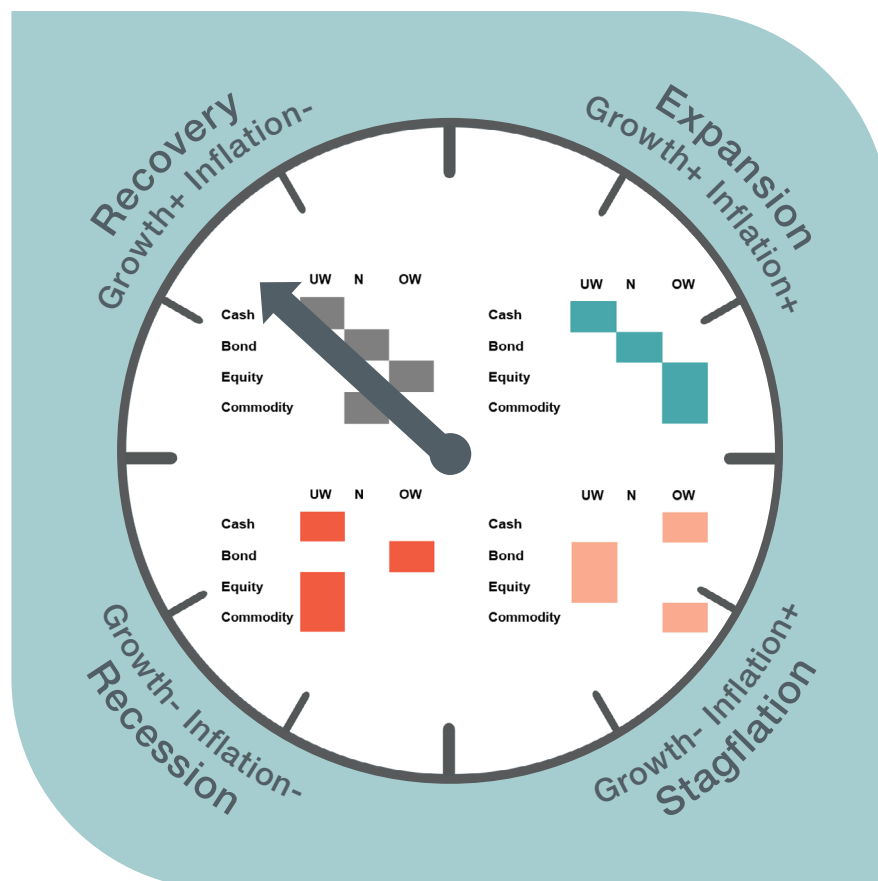 Recovery
Growth+ Inflation-
Expansion
Growth+ Inflation+
UW N OW
Cash
Bond
Equity
Commodity
UW N OW
Cash
Bond
Equity
Commodity
UW N OW
Cash
Bond
Equity
Commodity
UW N OW
Cash
Bond
Equity
Commodity
Growth- Inflation-
Recession
Growth- Inflation+
Stagflation